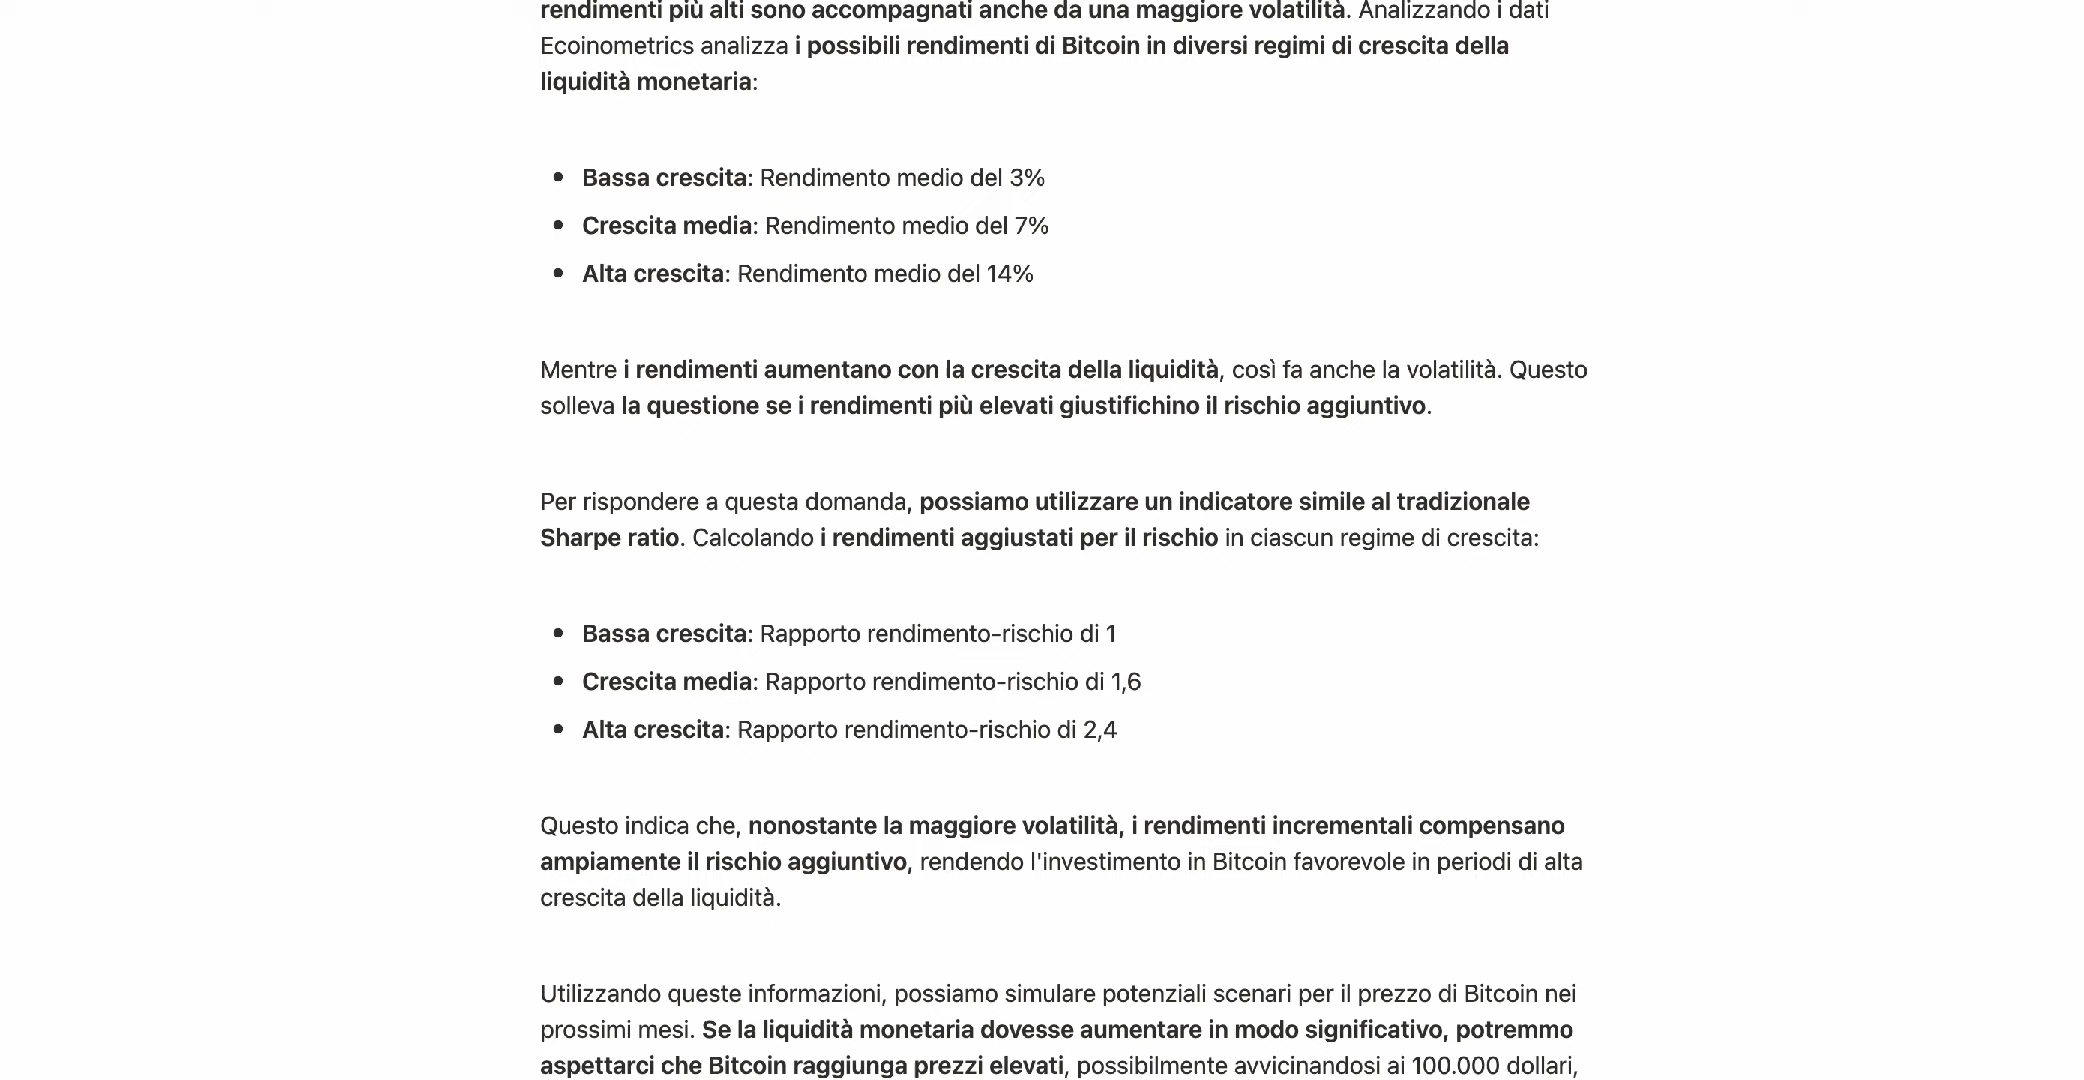 rendimenti più alti sono accompagnati anche da una maggiore volatilità. Analizzando i dati
Ecoinometrics analizza i possibili rendimenti di Bitcoin in diversi regimi di crescita della
liquidità monetaria:
• Bassa crescita: Rendimento medio del 3%
• Crescita media: Rendimento medio del 7%
• Alta crescita: Rendimento medio del 14%
Mentre i rendimenti aumentano con la crescita della liquidità, così fa anche la volatilità. Questo
solleva la questione se i rendimenti più elevati giustifichino il rischio aggiuntivo.
Per rispondere a questa domanda, possiamo utilizzare un indicatore simile al tradizionale
Sharpe ratio. Calcolando i rendimenti aggiustati per il rischio in ciascun regime di crescita:
• Bassa crescita: Rapporto rendimento-rischio di 1
• Crescita media: Rapporto rendimento-rischio di 1,6
• Alta crescita: Rapporto rendimento-rischio di 2,4
Questo indica che, nonostante la maggiore volatilità, i rendimenti incrementali compensano
ampiamente il rischio aggiuntivo, rendendo l'investimento in Bitcoin favorevole in periodi di alta
crescita della liquidità.
Utilizzando queste informazioni, possiamo simulare potenziali scenari per il prezzo di Bitcoin nei
prossimi mesi. Se la liquidità monetaria dovesse aumentare in modo significativo, potremmo
aspettarci che Bitcoin raggiunga prezzi elevati, possibilmente avvicinandosi ai 100.000 dollari,